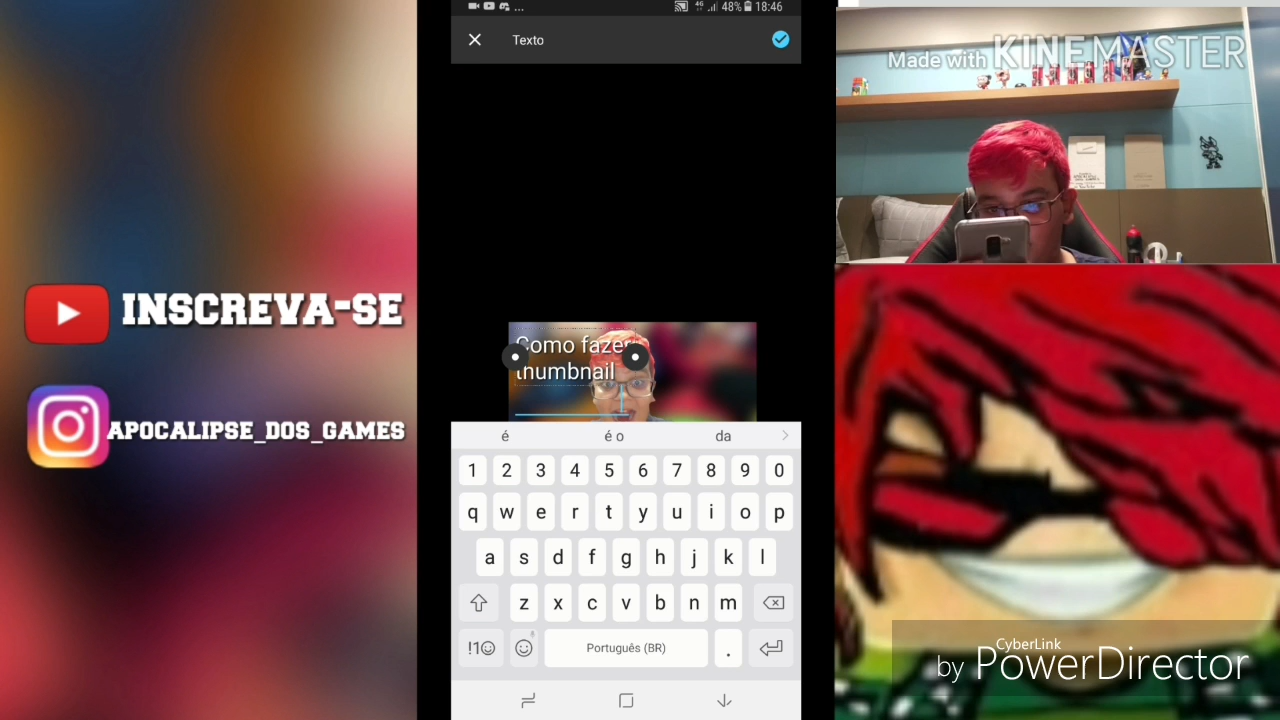 INSCREVA-SE
APOCALIPSE_DOS_GAMES
... 4G 48% 18:46
Texto
Como fazer
thumbnail
é é o da
1 2 3 4 5 6 7 8 9 0
q w e r t y u i o p
a s d f g h j k l
z x c v b n m
!1☺ Português (BR) .
Made with KINEMASTER
CyberLink
by PowerDirector